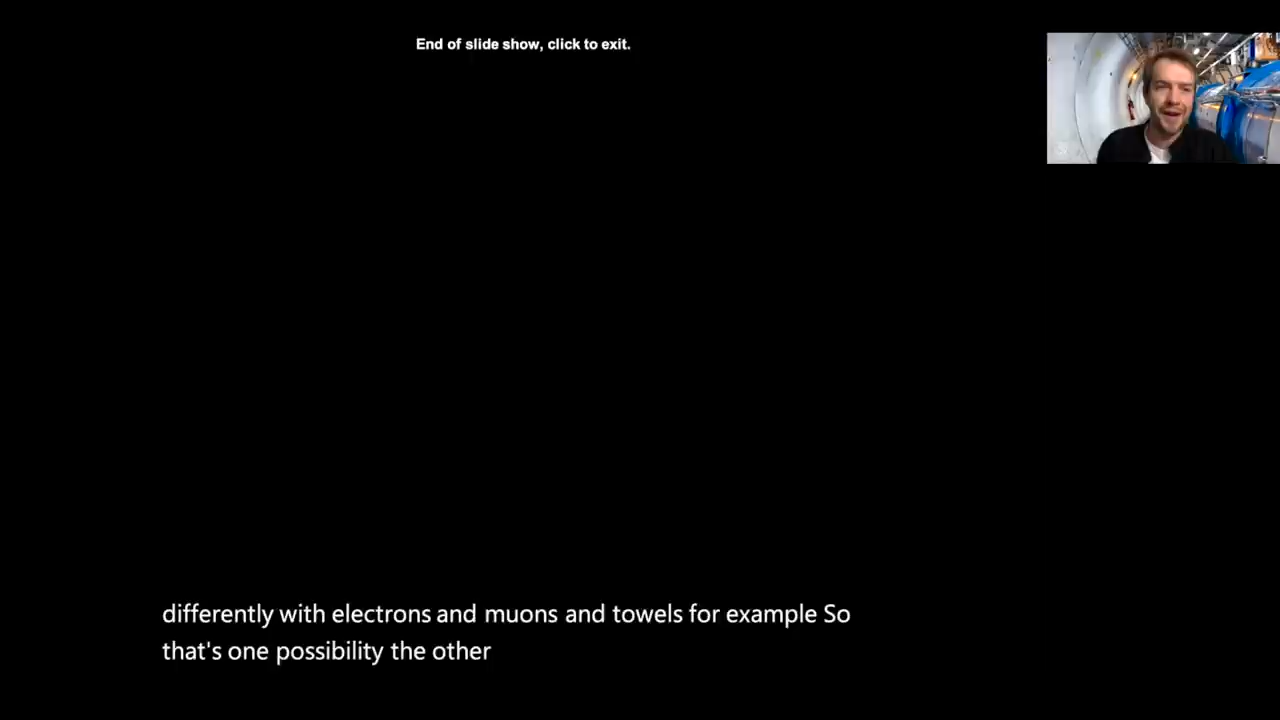 End of slide show, click to exit.
differently with electrons and muons and towels for example So
that's one possibility the other